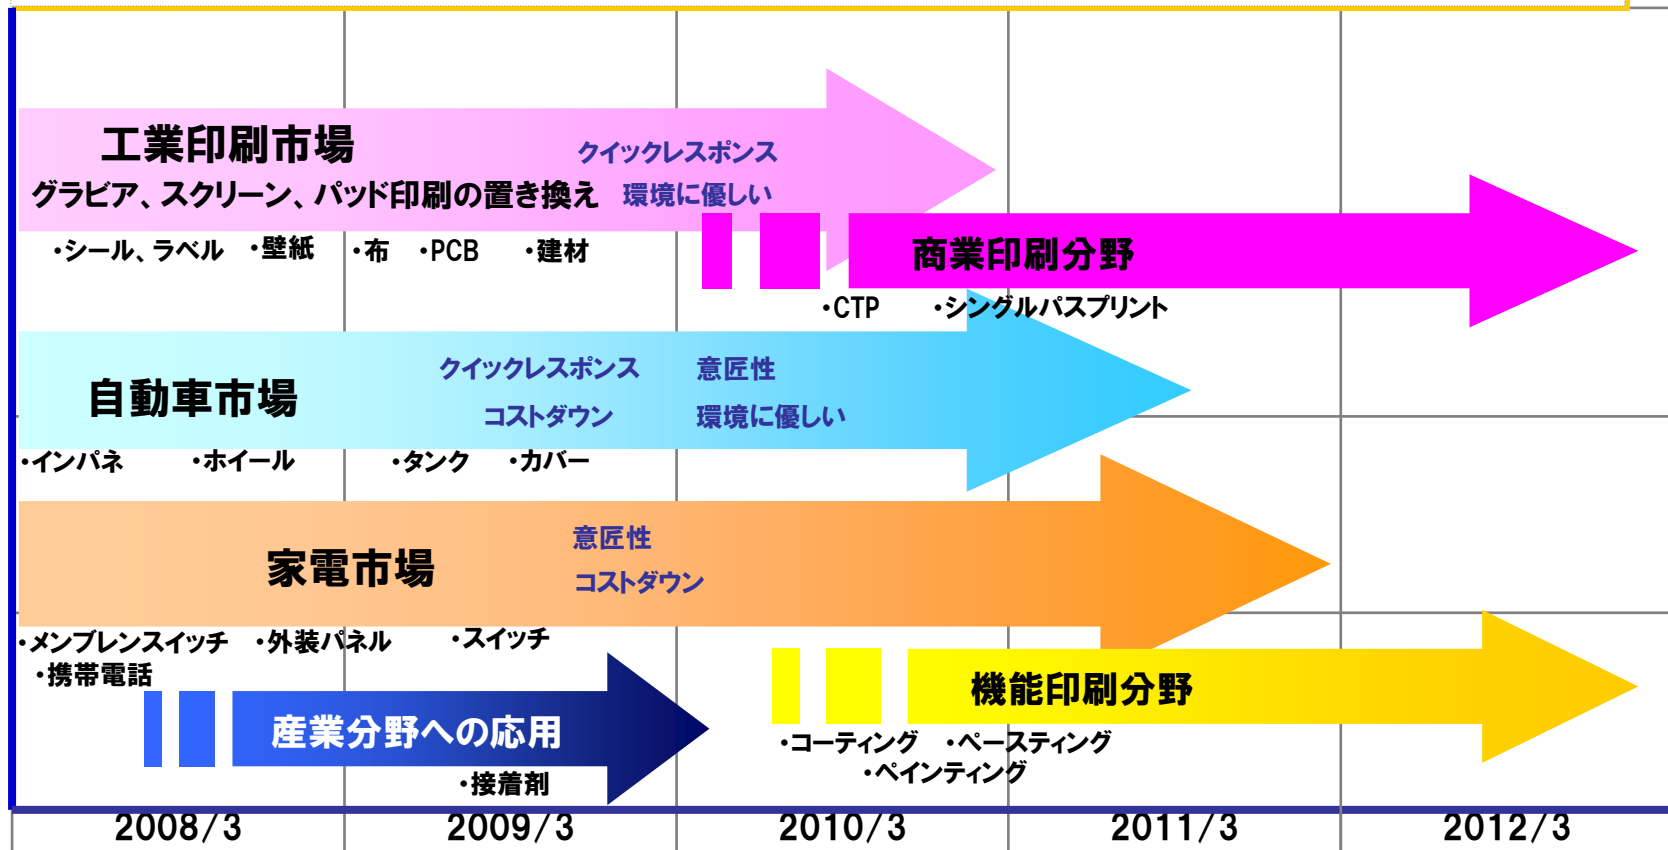 工業印刷市場
クイックレスポンス
グラビア、スクリーン、パッド印刷の置き換え
環境に優しい
・シール、ラベル ・壁紙 ・布 ・PCB ・建材
商業印刷分野
・CTP ・シングルパスプリント
自動車市場
クイックレスポンス 意匠性
コストダウン 環境に優しい
・インパネ ・ホイール ・タンク ・カバー
家電市場
意匠性
コストダウン
・メンブレンスイッチ ・外装パネル ・スイッチ
・携帯電話
産業分野への応用
・接着剤
機能印刷分野
・コーティング ・ペースティング
・ペインティング
2008/3 2009/3 2010/3 2011/3 2012/3